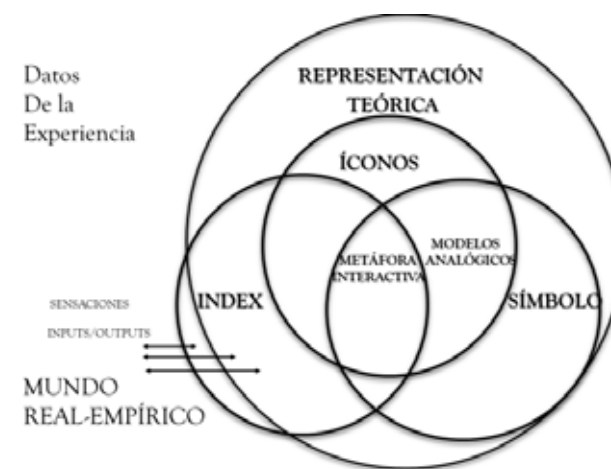 Datos
De la
Experiencia
REPRESENTACIÓN
TEÓRICA
ÍCONOS
MODELOS
ANALÓGICOS
METÁFORA
INTERACTIVA
INDEX
SÍMBOLO
SENSACIONES
INPUTS/OUTPUTS
MUNDO
REAL-EMPÍRICO